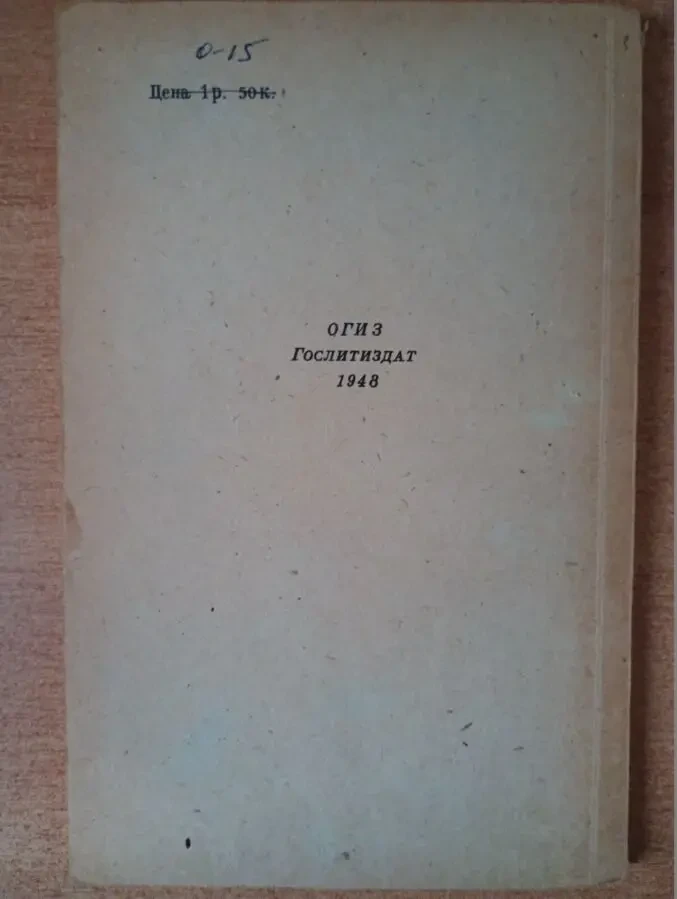 0-15
Цена 1р. 50к.
ОГИЗ
Гослитиздат
1948